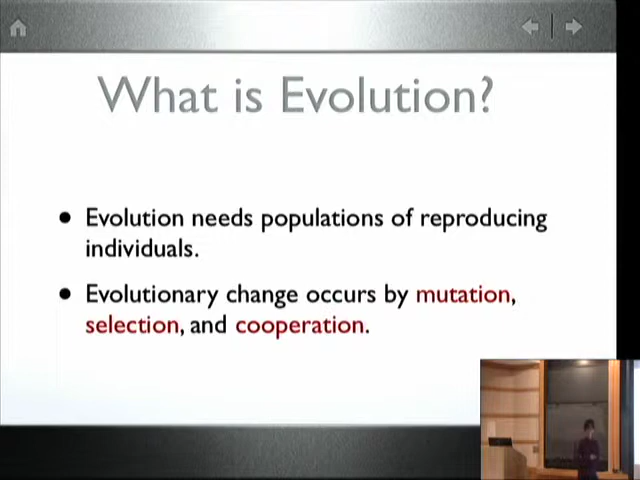 What is Evolution?
• Evolution needs populations of reproducing
individuals.
• Evolutionary change occurs by mutation,
selection, and cooperation.